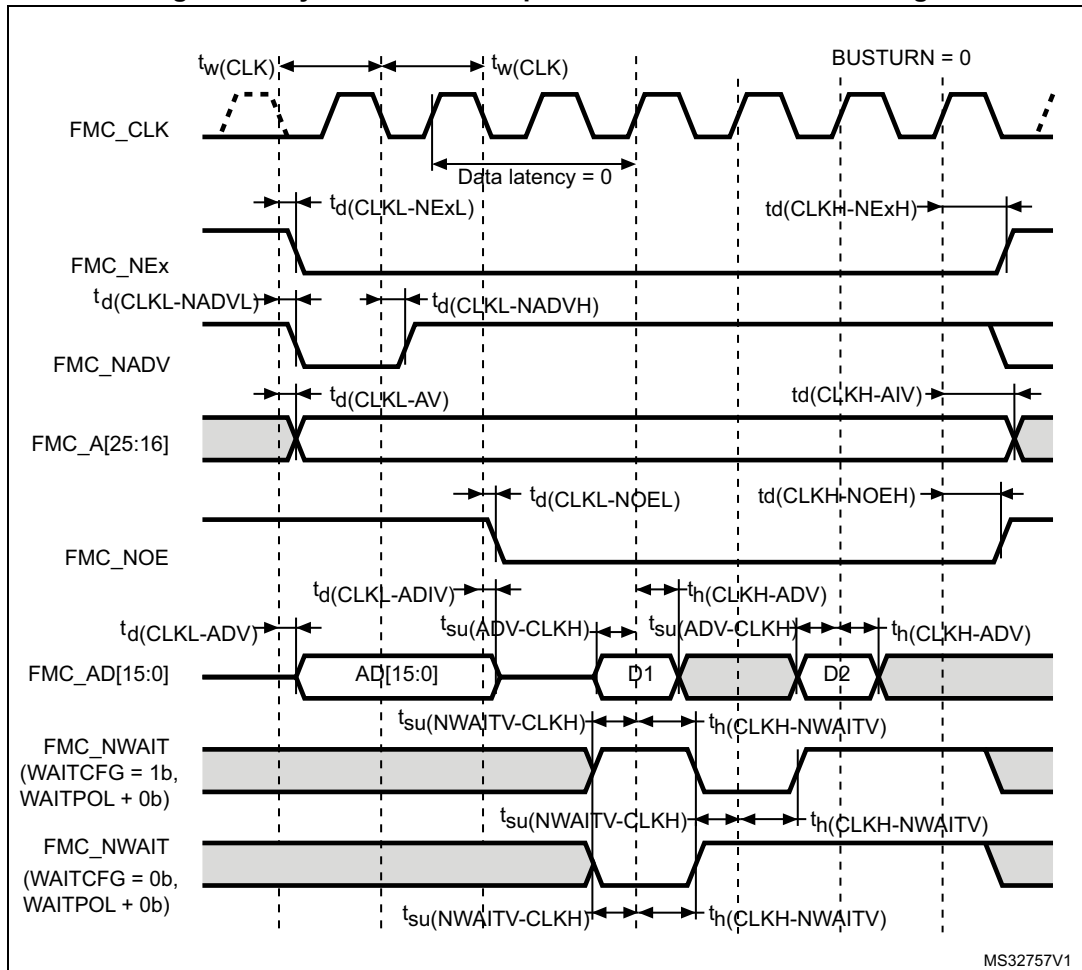 tw(CLK) tw(CLK) BUSTURN = 0
FMC_CLK
Data latency = 0
td(CLKL-NExL) td(CLKH-NExH)
FMC_NEx
td(CLKL-NADVL) td(CLKL-NADVH)
FMC_NADV
td(CLKL-AV) td(CLKH-AIV)
FMC_A[25:16]
td(CLKL-NOEL) td(CLKH-NOEH)
FMC_NOE
td(CLKL-ADIV) th(CLKH-ADV)
td(CLKL-ADV) tsu(ADV-CLKH) tsu(ADV-CLKH) th(CLKH-ADV)
FMC_AD[15:0] AD[15:0] D1 D2
tsu(NWAITV-CLKH) th(CLKH-NWAITV)
FMC_NWAIT
(WAITCFG = 1b,
WAITPOL + 0b)
tsu(NWAITV-CLKH) th(CLKH-NWAITV)
FMC_NWAIT
(WAITCFG = 0b,
WAITPOL + 0b)
tsu(NWAITV-CLKH) th(CLKH-NWAITV)
MS32757V1